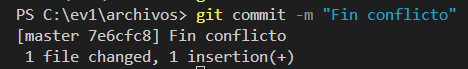 PS C:\ev1\archivos> git commit -m "Fin conflicto"
[master 7e6cfc8] Fin conflicto
 1 file changed, 1 insertion(+)